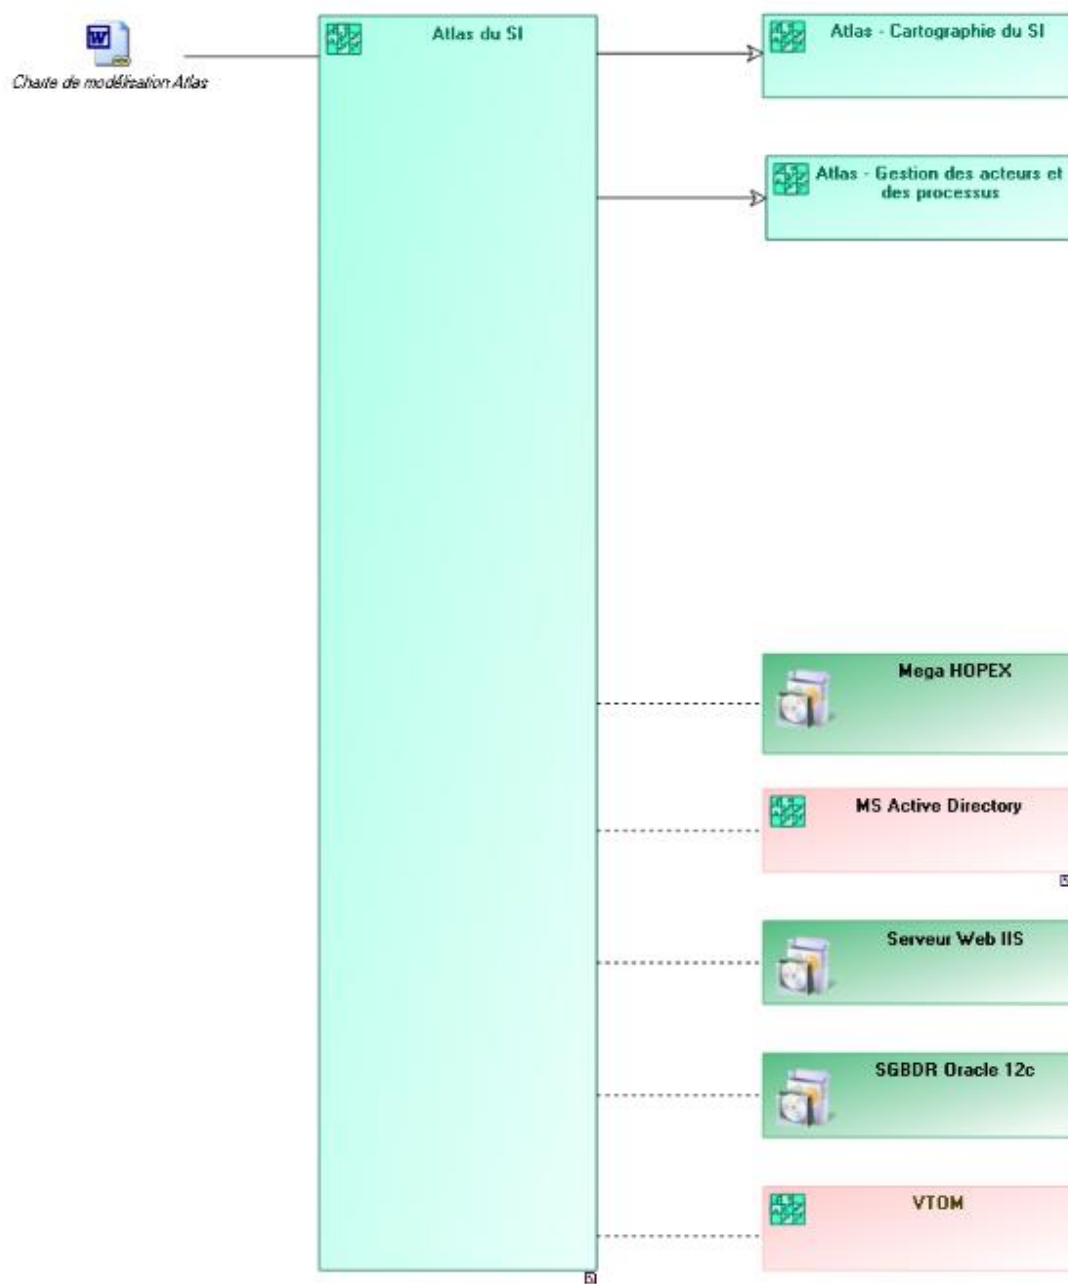 Atlas du SI
Atlas - Cartographie du SI
Charte de modélisation Atlas
Atlas - Gestion des acteurs et
des processus
Mega HOPEX
MS Active Directory
Serveur Web IIS
SGBDR Oracle 12c
VTOM